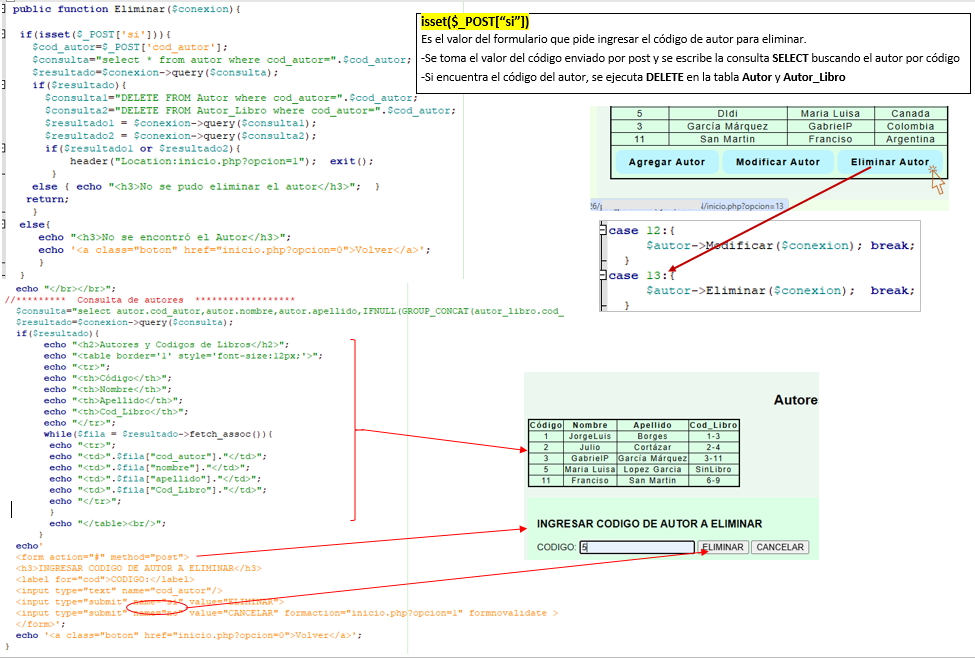 public function Eliminar($conexion){
if(isset($_POST['si'])){
$cod_autor=$_POST['cod_autor'];
$consulta="select * from autor where cod_autor=".$cod_autor;
$resultado=$conexion->query($consulta);
if($resultado){
$consulta1="DELETE FROM Autor where cod_autor=".$cod_autor;
$consulta2="DELETE FROM Autor_Libro where cod_autor=".$cod_autor;
$resultado1 = $conexion->query($consulta1);
$resultado2 = $conexion->query($consulta2);
if($resultado1 or $resultado2){
header("Location:inicio.php?opcion=1"); exit();
}
else { echo "<h3>No se pudo eliminar el autor</h3>"; }
return;
}
else{
echo "<h3>No se encontró el Autor</h3>";
echo '<a class="boton" href="inicio.php?opcion=0">Volver</a>';
}
}
echo "</br></br>";
//********* Consulta de autores ******************
$consulta="select autor.cod_autor,autor.nombre,autor.apellido,IFNULL(GROUP_CONCAT(autor_libro.cod_
$resultado=$conexion->query($consulta);
if($resultado){
echo "<h2>Autores y Codigos de Libros</h2>";
echo "<table border='1' style='font-size:12px;'>";
echo "<tr>";
echo "<th>Código</th>";
echo "<th>Nombre</th>";
echo "<th>Apellido</th>";
echo "<th>Cod_Libro</th>";
echo "</tr>";
while($fila = $resultado->fetch_assoc()){
echo "<tr>";
echo "<td>".$fila["cod_autor"]."</td>";
echo "<td>".$fila["nombre"]."</td>";
echo "<td>".$fila["apellido"]."</td>";
echo "<td>".$fila["Cod_Libro"]."</td>";
echo "</tr>";
}
echo "</table><br/>";
}
echo'
<form action="#" method="post">
<h3>INGRESAR CODIGO DE AUTOR A ELIMINAR</h3>
<label for="cod">CODIGO:</label>
<input type="text" name="cod_autor"/>
<input type="submit" name="si" value="ELIMINAR">
<input type="submit" name="no" value="CANCELAR" formaction="inicio.php?opcion=1" formnovalidate >
</form>';
echo '<a class="boton" href="inicio.php?opcion=0">Volver</a>';
}
isset($_POST["si"])
Es el valor del formulario que pide ingresar el código de autor para eliminar.
-Se toma el valor del código enviado por post y se escribe la consulta SELECT buscando el autor por código
-Si encuentra el código del autor, se ejecuta DELETE en la tabla Autor y Autor_Libro
5 DIdi Maria Luisa Canada
3 García Márquez GabrielP Colombia
11 San Martin Franciso Argentina
Agregar Autor Modificar Autor Eliminar Autor
/inicio.php?opcion=13
case 12:{
$autor->Modificar($conexion); break;
}
case 13:{
$autor->Eliminar($conexion); break;
}
Autore
Código Nombre Apellido Cod_Libro
1 JorgeLuis Borges 1-3
2 Julio Cortázar 2-4
3 GabrielP García Márquez 3-11
5 Maria Luisa Lopez Garcia SinLibro
11 Franciso San Martin 6-9
INGRESAR CODIGO DE AUTOR A ELIMINAR
CODIGO: 5 ELIMINAR CANCELAR